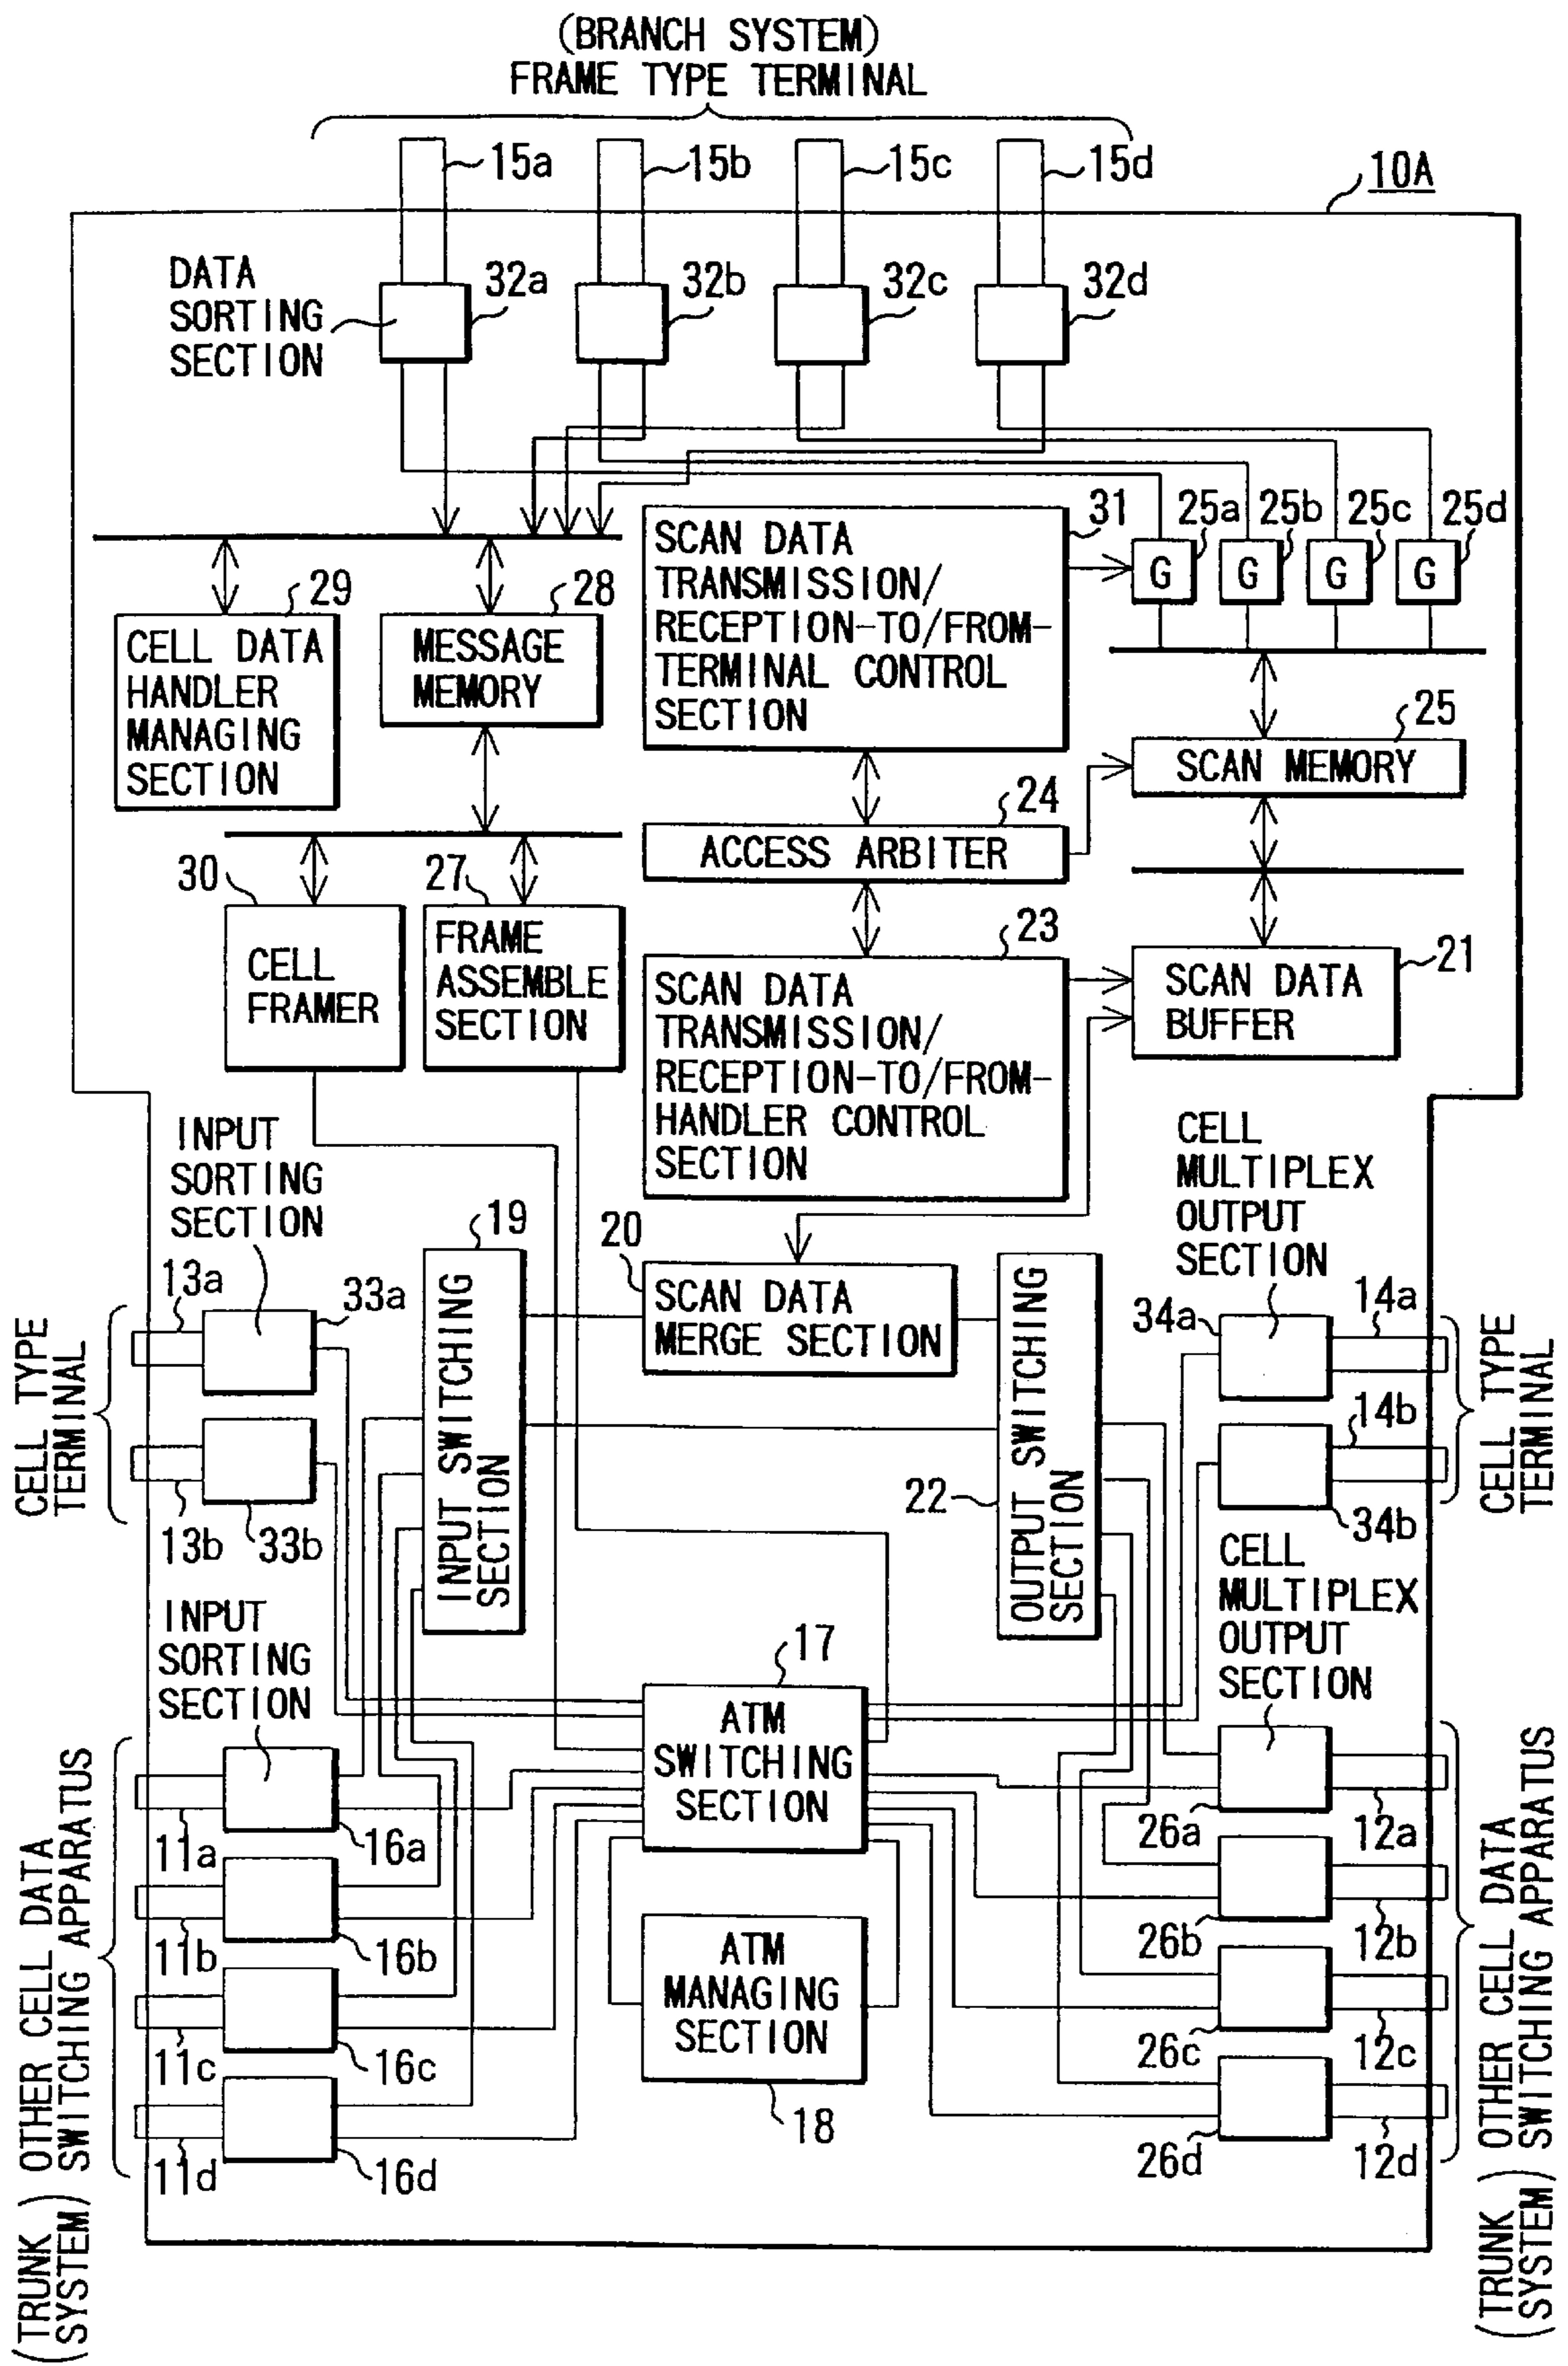 (BRANCH SYSTEM)
FRAME TYPE TERMINAL
15a
15b
15c
15d
10A
DATA
SORTING
SECTION
32a
32b
32c
32d
31
25a
25b
25c
25d
G
G
G
G
SCAN DATA
TRANSMISSION/
RECEPTION-TO/FROM-
TERMINAL CONTROL
SECTION
29
28
CELL DATA
HANDLER
MANAGING
SECTION
MESSAGE
MEMORY
25
SCAN MEMORY
24
ACCESS ARBITER
30
27
CELL
FRAMER
FRAME
ASSEMBLE
SECTION
23
SCAN DATA
TRANSMISSION/
RECEPTION-TO/FROM-
HANDLER CONTROL
SECTION
21
SCAN DATA
BUFFER
INPUT
SORTING
SECTION
CELL
MULTIPLEX
OUTPUT
SECTION
19
20
SCAN DATA
MERGE SECTION
13a
33a
13b
33b
CELL TYPE
TERMINAL
INPUT SWITCHING
SECTION
22
OUTPUT SWITCHING
SECTION
34a
14a
14b
34b
CELL TYPE
TERMINAL
INPUT
SORTING
SECTION
CELL
MULTIPLEX
OUTPUT
SECTION
17
ATM
SWITCHING
SECTION
ATM
MANAGING
SECTION
18
11a
16a
11b
16b
11c
16c
11d
16d
26a
12a
26b
12b
26c
12c
26d
12d
(TRUNK
SYSTEM)
OTHER CELL DATA
SWITCHING APPARATUS
(TRUNK
SYSTEM)
OTHER CELL DATA
SWITCHING APPARATUS